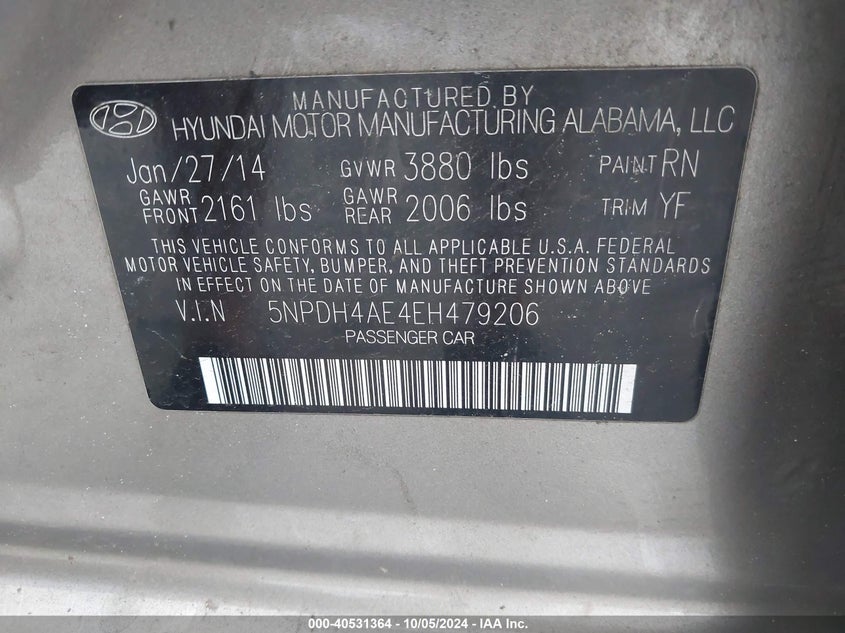 MANUFACTURED BY
HYUNDAI MOTOR MANUFACTURING ALABAMA, LLC
Jan/27/14 GVWR 3880 lbs PAINT RN
GAWR FRONT 2161 lbs GAWR REAR 2006 lbs TRIM YF
THIS VEHICLE CONFORMS TO ALL APPLICABLE U.S.A. FEDERAL
MOTOR VEHICLE SAFETY, BUMPER, AND THEFT PREVENTION STANDARDS
IN EFFECT ON THE DATE OF MANUFACTURE SHOWN ABOVE
V.I.N 5NPDH4AE4EH479206
PASSENGER CAR
000-40531364 - 10/05/2024 - IAA Inc.